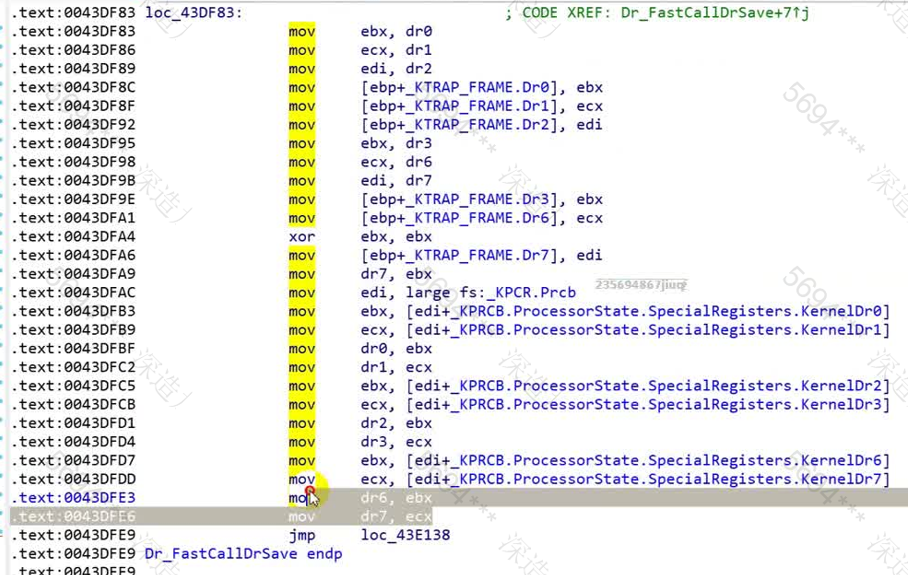 .text:0043DF83 loc_43DF83: ; CODE XREF: Dr_FastCallDrSave+7↑j
.text:0043DF83 mov ebx, dr0
.text:0043DF86 mov ecx, dr1
.text:0043DF89 mov edi, dr2
.text:0043DF8C mov [ebp+_KTRAP_FRAME.Dr0], ebx
.text:0043DF8F mov [ebp+_KTRAP_FRAME.Dr1], ecx
.text:0043DF92 mov [ebp+_KTRAP_FRAME.Dr2], edi
.text:0043DF95 mov ebx, dr3
.text:0043DF98 mov ecx, dr6
.text:0043DF9B mov edi, dr7
.text:0043DF9E mov [ebp+_KTRAP_FRAME.Dr3], ebx
.text:0043DFA1 mov [ebp+_KTRAP_FRAME.Dr6], ecx
.text:0043DFA4 xor ebx, ebx
.text:0043DFA6 mov [ebp+_KTRAP_FRAME.Dr7], edi
.text:0043DFA9 mov dr7, ebx
.text:0043DFAC mov edi, large fs:_KPCR.Prcb
.text:0043DFB3 mov ebx, [edi+_KPRCB.ProcessorState.SpecialRegisters.KernelDr0]
.text:0043DFB9 mov ecx, [edi+_KPRCB.ProcessorState.SpecialRegisters.KernelDr1]
.text:0043DFBF mov dr0, ebx
.text:0043DFC2 mov dr1, ecx
.text:0043DFC5 mov ebx, [edi+_KPRCB.ProcessorState.SpecialRegisters.KernelDr2]
.text:0043DFCB mov ecx, [edi+_KPRCB.ProcessorState.SpecialRegisters.KernelDr3]
.text:0043DFD1 mov dr2, ebx
.text:0043DFD4 mov dr3, ecx
.text:0043DFD7 mov ebx, [edi+_KPRCB.ProcessorState.SpecialRegisters.KernelDr6]
.text:0043DFDD mov ecx, [edi+_KPRCB.ProcessorState.SpecialRegisters.KernelDr7]
.text:0043DFE3 mov dr6, ebx
.text:0043DFE6 mov dr7, ecx
.text:0043DFE9 jmp loc_43E138
.text:0043DFE9 Dr_FastCallDrSave endp
.text:0043DFE9
5694***
5694***
5694***
5694***
深造
深造
深造